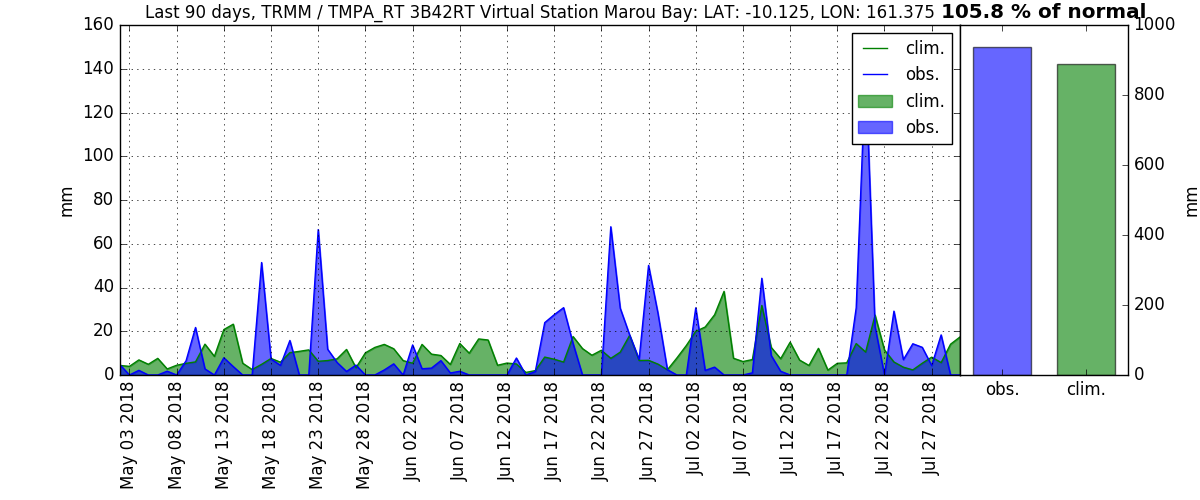 Last 90 days, TRMM / TMPA_RT 3B42RT Virtual Station Marou Bay: LAT: -10.125, LON: 161.375 105.8 % of normal
160
140
120
100
80
60
40
20
0
mm
clim.
obs.
clim.
obs.
May 03 2018
May 08 2018
May 13 2018
May 18 2018
May 23 2018
May 28 2018
Jun 02 2018
Jun 07 2018
Jun 12 2018
Jun 17 2018
Jun 22 2018
Jun 27 2018
Jul 02 2018
Jul 07 2018
Jul 12 2018
Jul 17 2018
Jul 22 2018
Jul 27 2018
1000
800
600
400
200
0
mm
obs.
clim.